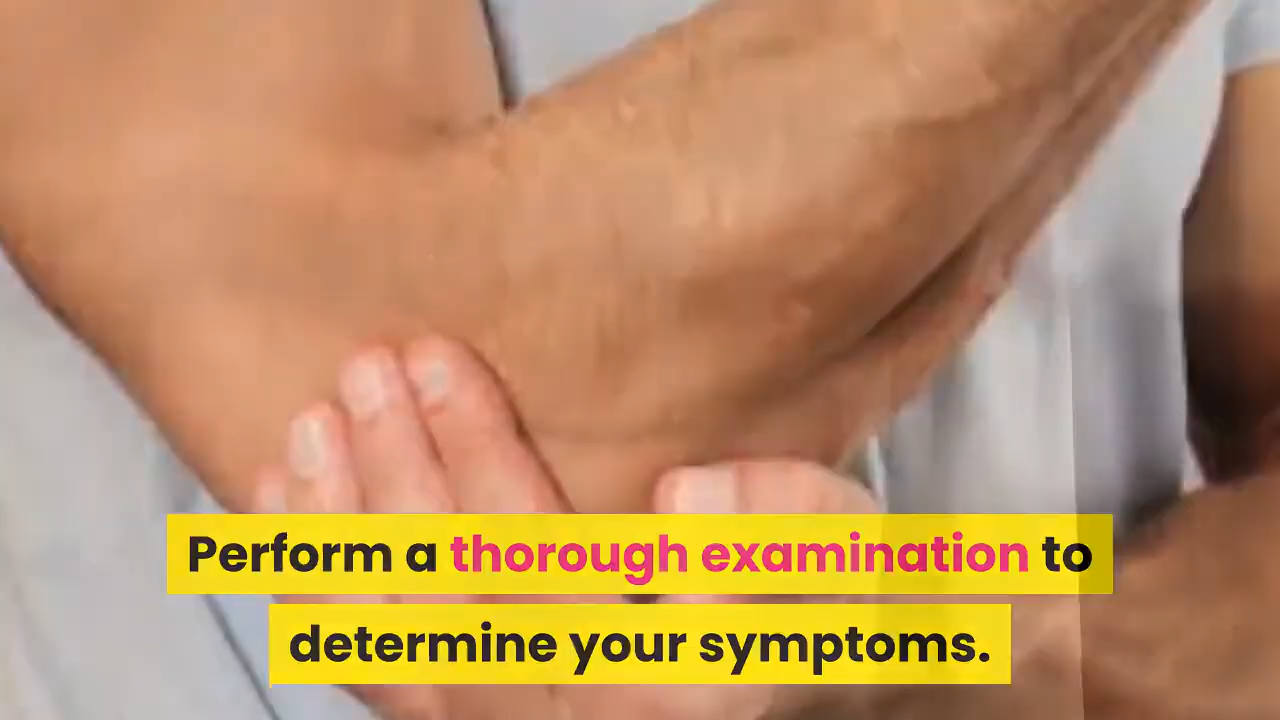 Perform a thorough examination to
determine your symptoms.